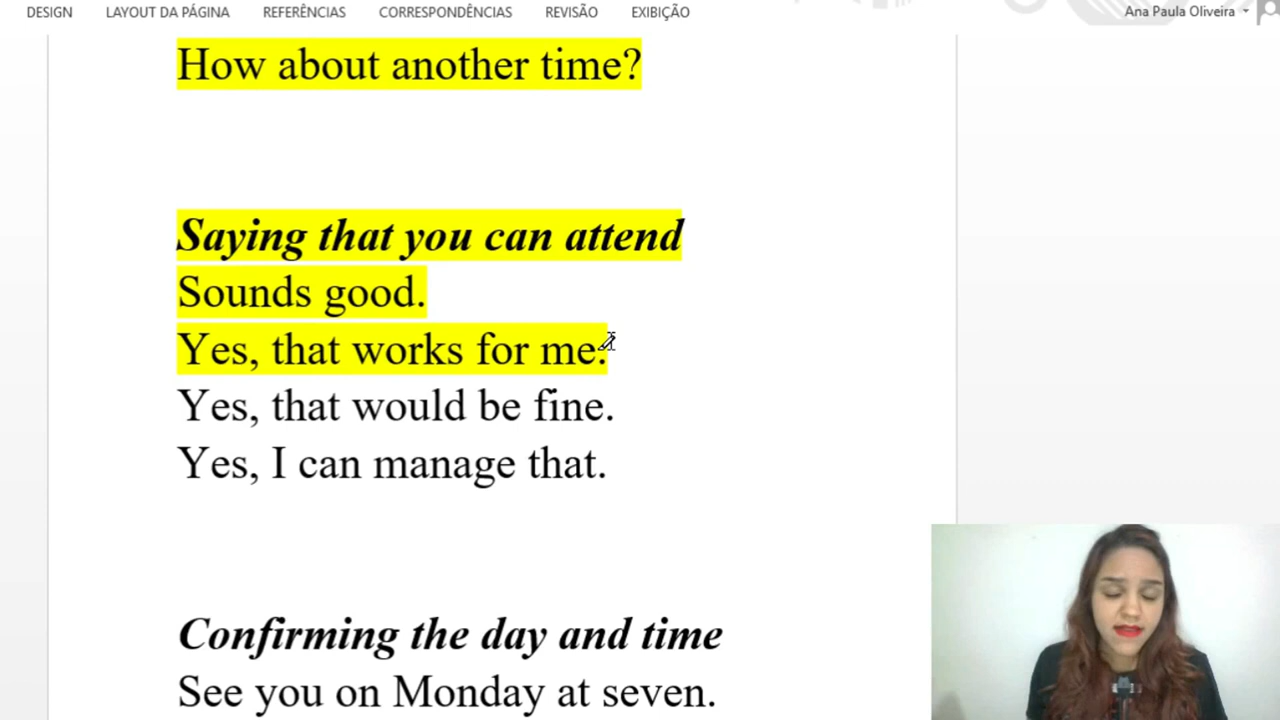 DESIGN LAYOUT DA PÁGINA REFERÊNCIAS CORRESPONDÊNCIAS REVISÃO EXIBIÇÃO Ana Paula Oliveira
How about another time?
Saying that you can attend
Sounds good.
Yes, that works for me.
Yes, that would be fine.
Yes, I can manage that.
Confirming the day and time
See you on Monday at seven.